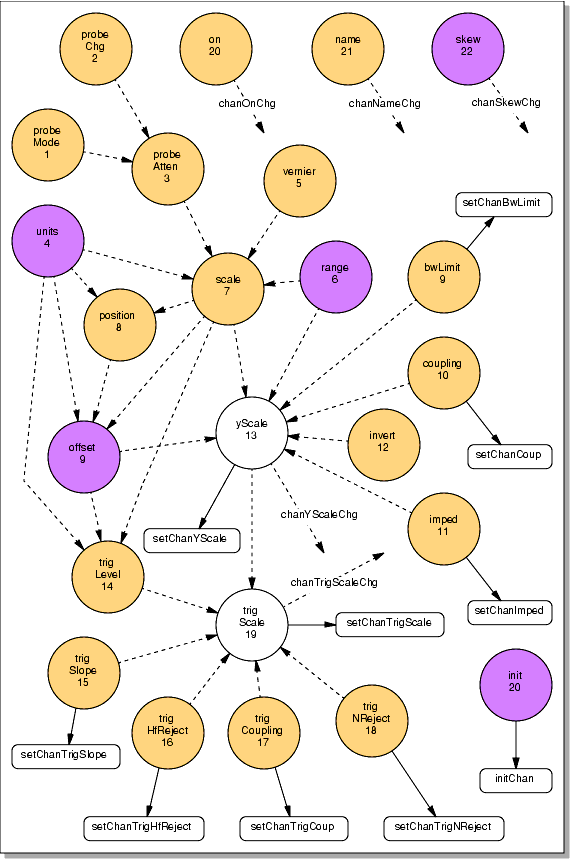 probe
Chg
2
on
20
name
21
skew
22
chanOnChg
chanNameChg
chanSkewChg
probe
Mode
1
probe
Atten
3
vernier
5
setChanBwLimit
units
4
scale
7
range
6
bwLimit
9
position
8
coupling
10
yScale
13
invert
12
offset
9
setChanCoup
chanYScaleChg
imped
11
setChanYScale
trig
Level
14
chanTrigScaleChg
setChanImped
trig
Scale
19
setChanTrigScale
trig
Slope
15
init
20
trig
HfReject
16
trig
Coupling
17
trig
NReject
18
setChanTrigSlope
initChan
setChanTrigHfReject
setChanTrigCoup
setChanTrigNReject